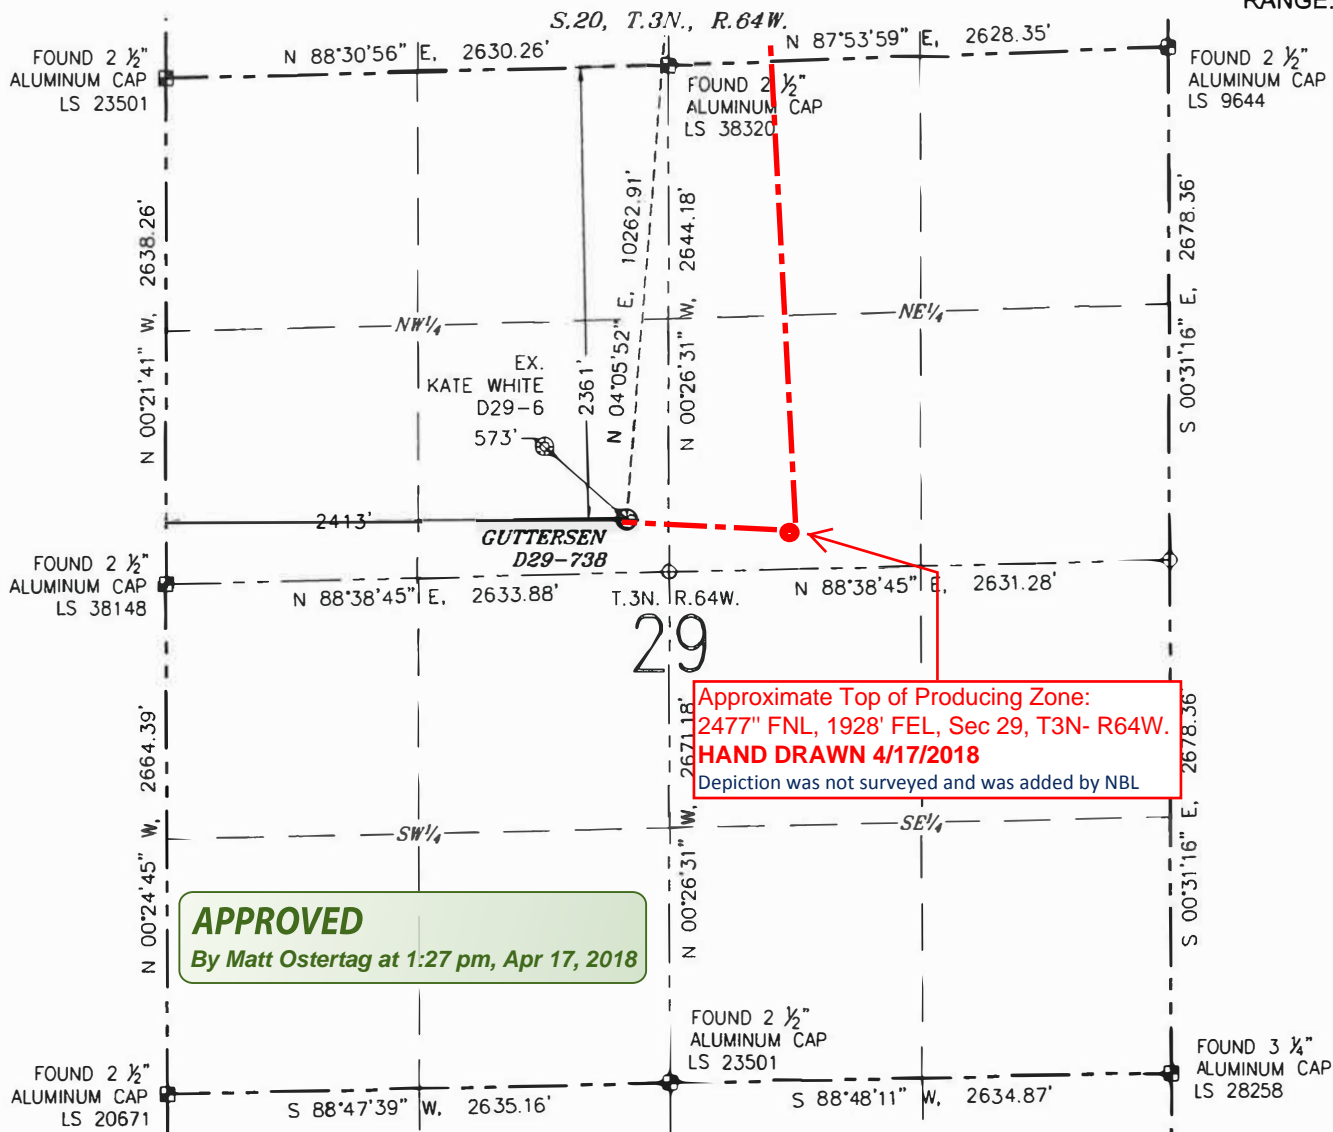 RANGE:
S.20, T.3N., R.64W.
N 88°30'56" E, 2630.26'
N 87°53'59" E, 2628.35'
FOUND 2 ½"
ALUMINUM CAP
LS 23501
FOUND 2 ½"
ALUMINUM CAP
LS 38320
FOUND 2 ½"
ALUMINUM CAP
LS 9644
N 00°21'41" W, 2638.26'
2361'
N 04°05'52" E, 10262.91'
N 00°26'31" W, 2644.18'
S 00°31'16" E, 2678.36'
NW¼
NE¼
EX.
KATE WHITE
D29-6
573'
2413'
GUTTERSEN
D29-73B
FOUND 2 ½"
ALUMINUM CAP
LS 38148
N 88°38'45" E, 2633.88'
T.3N. R.64W.
N 88°38'45" E, 2631.28'
29
Approximate Top of Producing Zone:
2477" FNL, 1928' FEL, Sec 29, T3N- R64W.
HAND DRAWN 4/17/2018
Depiction was not surveyed and was added by NBL
N 00°24'45" W, 2664.39'
N 00°26'31" W, 2671.18'
S 00°31'16" E, 2678.36'
SW¼
SE¼
APPROVED
By Matt Ostertag at 1:27 pm, Apr 17, 2018
FOUND 2 ½"
ALUMINUM CAP
LS 23501
FOUND 2 ½"
ALUMINUM CAP
LS 20671
S 88°47'39" W, 2635.16'
S 88°48'11" W, 2634.87'
FOUND 3 ¼"
ALUMINUM CAP
LS 28258